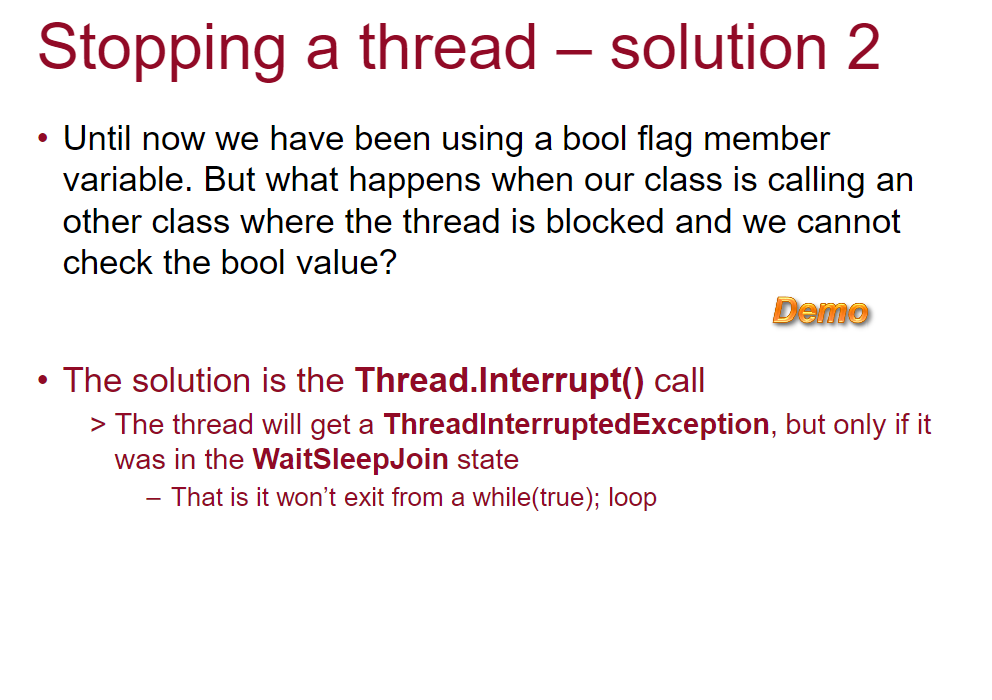 Stopping a thread – solution 2
• Until now we have been using a bool flag member
variable. But what happens when our class is calling an
other class where the thread is blocked and we cannot
check the bool value?
Demo
• The solution is the Thread.Interrupt() call
> The thread will get a ThreadInterruptedException, but only if it
was in the WaitSleepJoin state
– That is it won’t exit from a while(true); loop